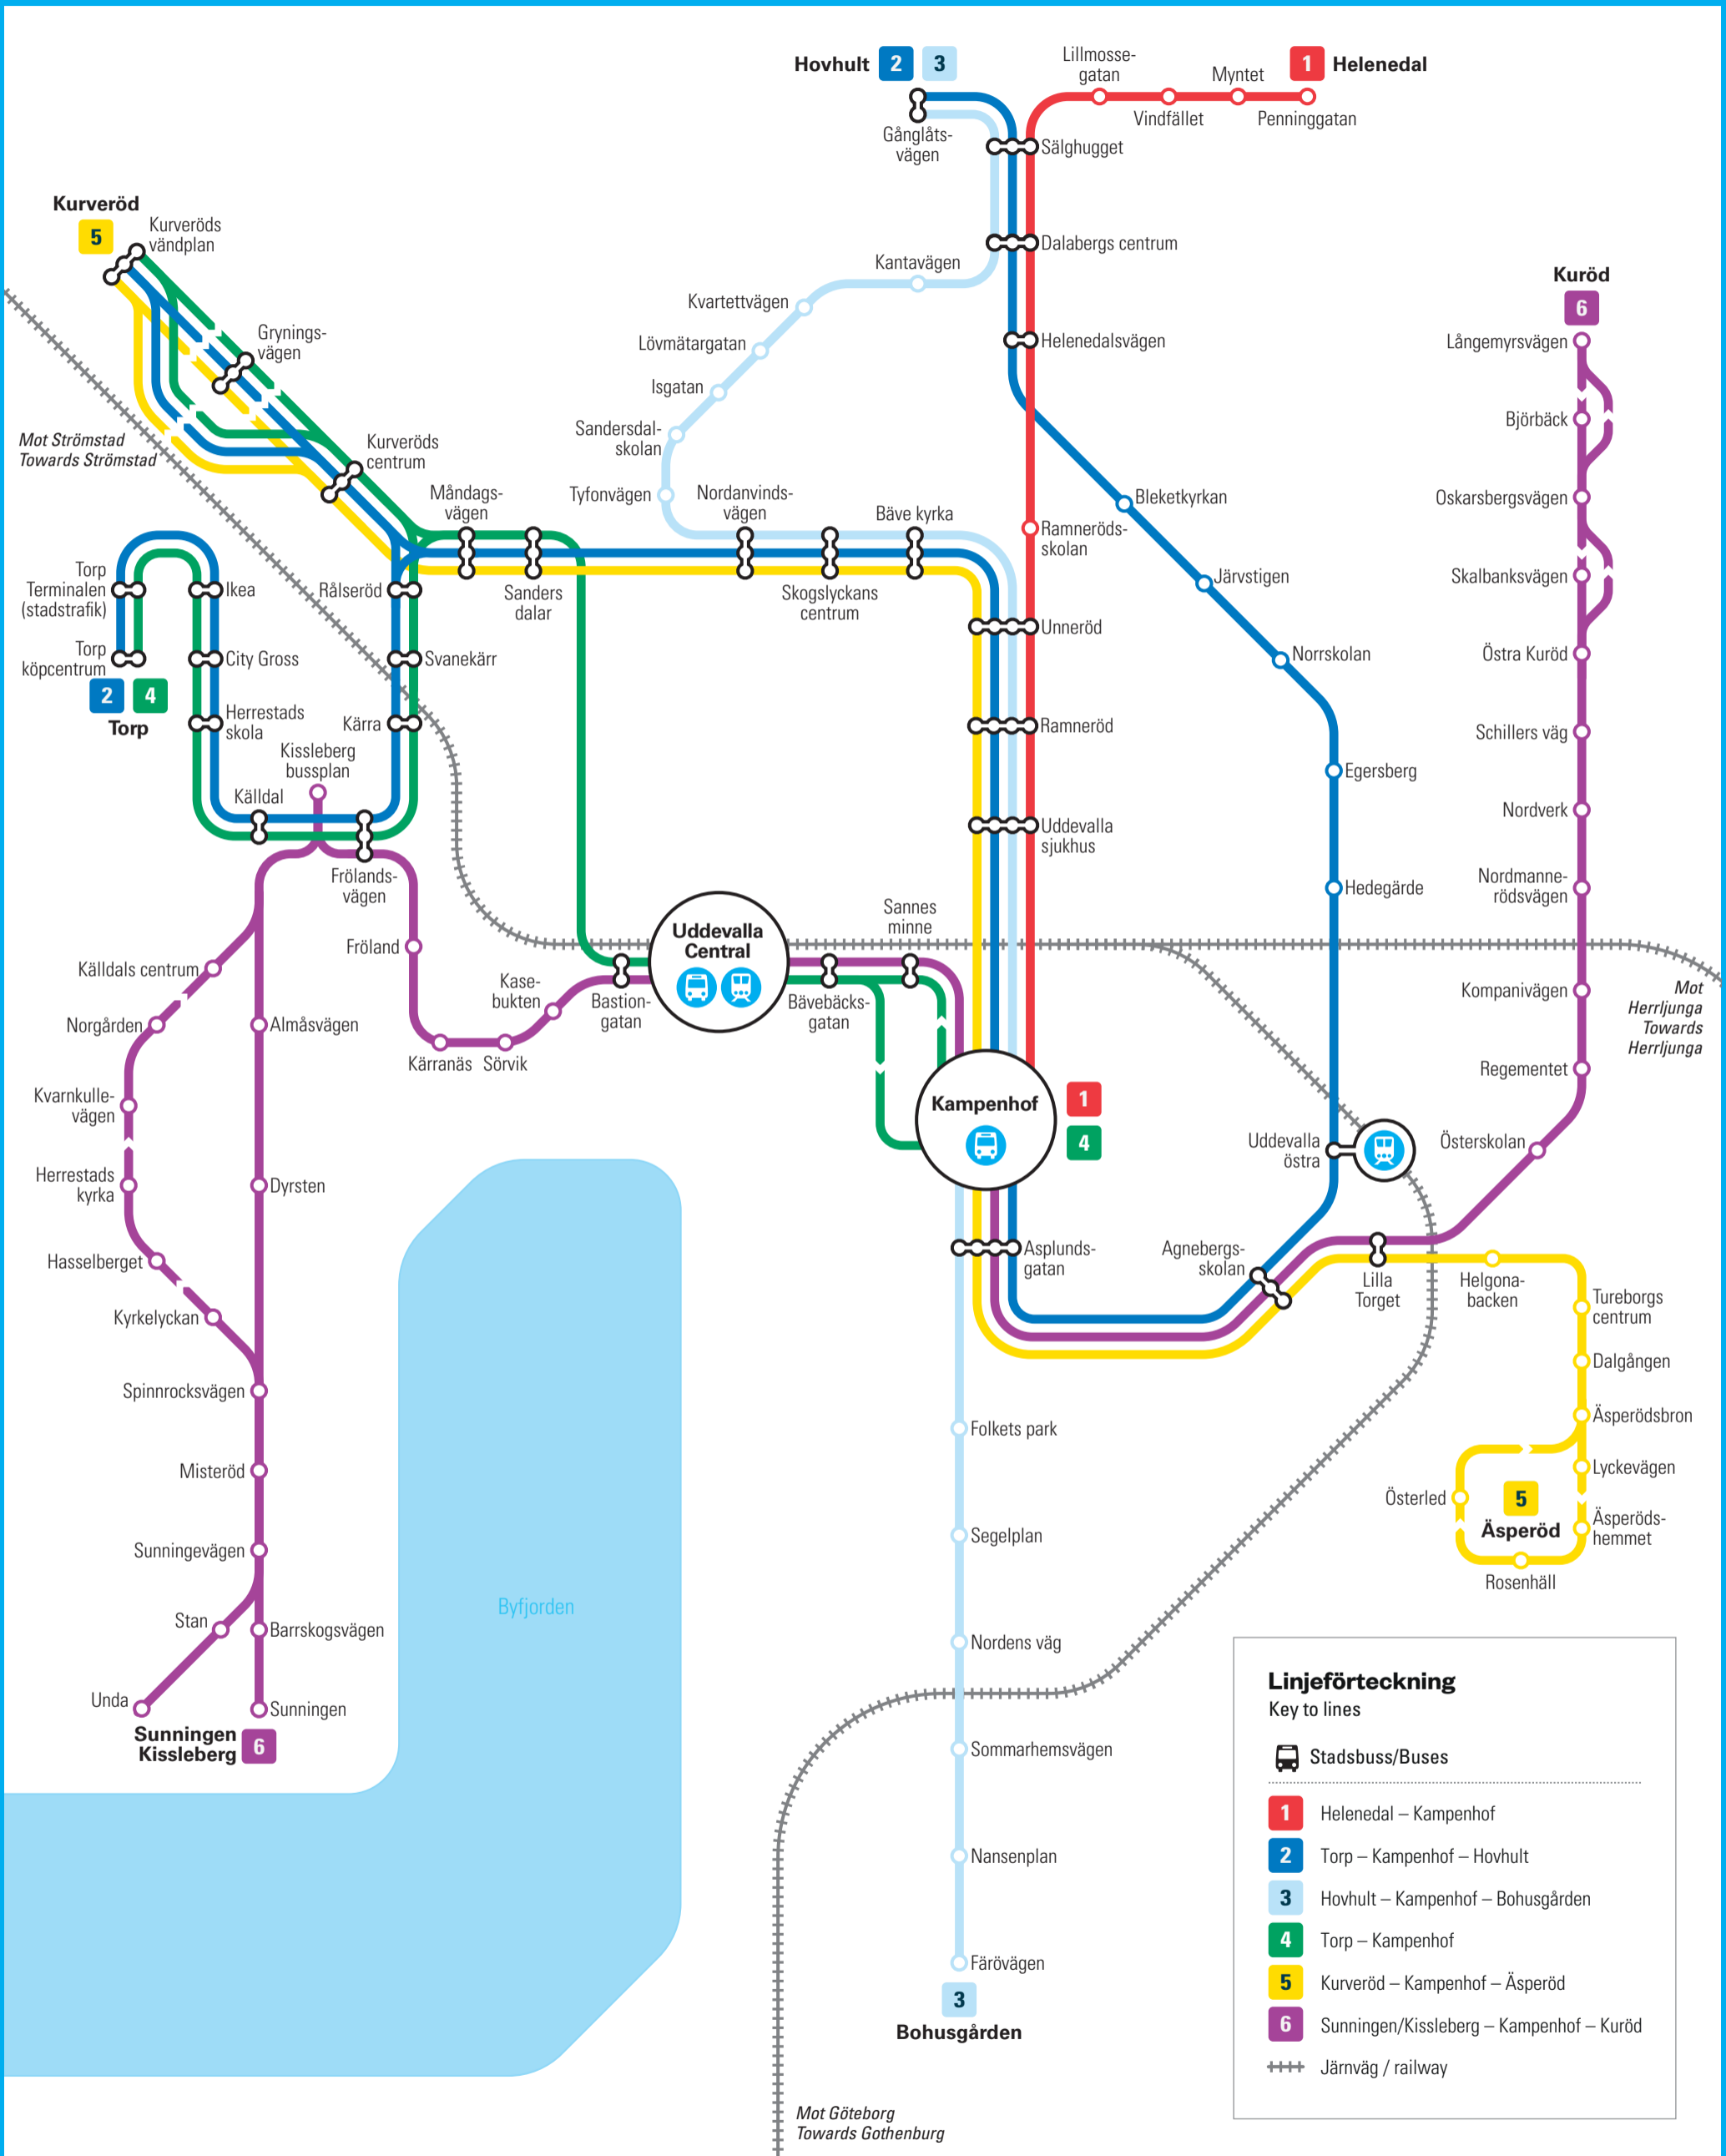 Hovhult 2 3
Lillmosse-
gatan
Myntet
1 Helenedal
Vindfället
Penninggatan
Gånglåts-
vägen
Sälghugget
Kurveröd
5
Kurveröds
vändplan
Dalabergs centrum
Kantavägen
Kuröd
6
Kvartettvägen
Grynings-
vägen
Lövmätargatan
Helenedalsvägen
Långemyrsvägen
Isgatan
Björbäck
Sandersdal-
skolan
Mot Strömstad
Towards Strömstad
Kurveröds
centrum
Tyfonvägen
Måndags-
vägen
Nordanvinds-
vägen
Bäve kyrka
Bleketkyrkan
Oskarsbergsvägen
Ramneröds-
skolan
Torp
Terminalen
(stadstrafik)
Ikea
Rålseröd
Sanders
dalar
Skogslyckans
centrum
Järvstigen
Skalbanksvägen
Unneröd
Torp
köpcentrum
City Gross
Svanekärr
Norrskolan
Östra Kuröd
2 4
Torp
Herrestads
skola
Kärra
Ramneröd
Schillers väg
Kissleberg
bussplan
Egersberg
Källdal
Uddevalla
sjukhus
Nordverk
Frölands-
vägen
Hedegärde
Nordmanne-
rödsvägen
Sannes
minne
Uddevalla
Central
Fröland
Källdals centrum
Kase-
bukten
Bastion-
gatan
Bävebäcks-
gatan
Kompanivägen
Mot
Herrljunga
Towards
Herrljunga
Norgården
Almåsvägen
Kärranäs
Sörvik
Regementet
Kvarnkulle-
vägen
Kampenhof
1
4
Uddevalla
östra
Österskolan
Herrestads
kyrka
Dyrsten
Hasselberget
Asplunds-
gatan
Agnebergs-
skolan
Lilla
Torget
Helgona-
backen
Tureborgs
centrum
Kyrkelyckan
Dalgången
Spinnrocksvägen
Folkets park
Äsperödsbron
Misteröd
Lyckevägen
Österled
5
Äsperöd
Äsperöds-
hemmet
Sunningevägen
Segelplan
Rosenhäll
Byfjorden
Stan
Barrskogsvägen
Nordens väg
Unda
Sunningen
Sunningen
Kissleberg 6
Sommarhemsvägen
Nansenplan
Färövägen
3
Bohusgården
Mot Göteborg
Towards Gothenburg
Linjeförteckning
Key to lines
Stadsbuss/Buses
1 Helenedal – Kampenhof
2 Torp – Kampenhof – Hovhult
3 Hovhult – Kampenhof – Bohusgården
4 Torp – Kampenhof
5 Kurveröd – Kampenhof – Äsperöd
6 Sunningen/Kissleberg – Kampenhof – Kuröd
Järnväg / railway